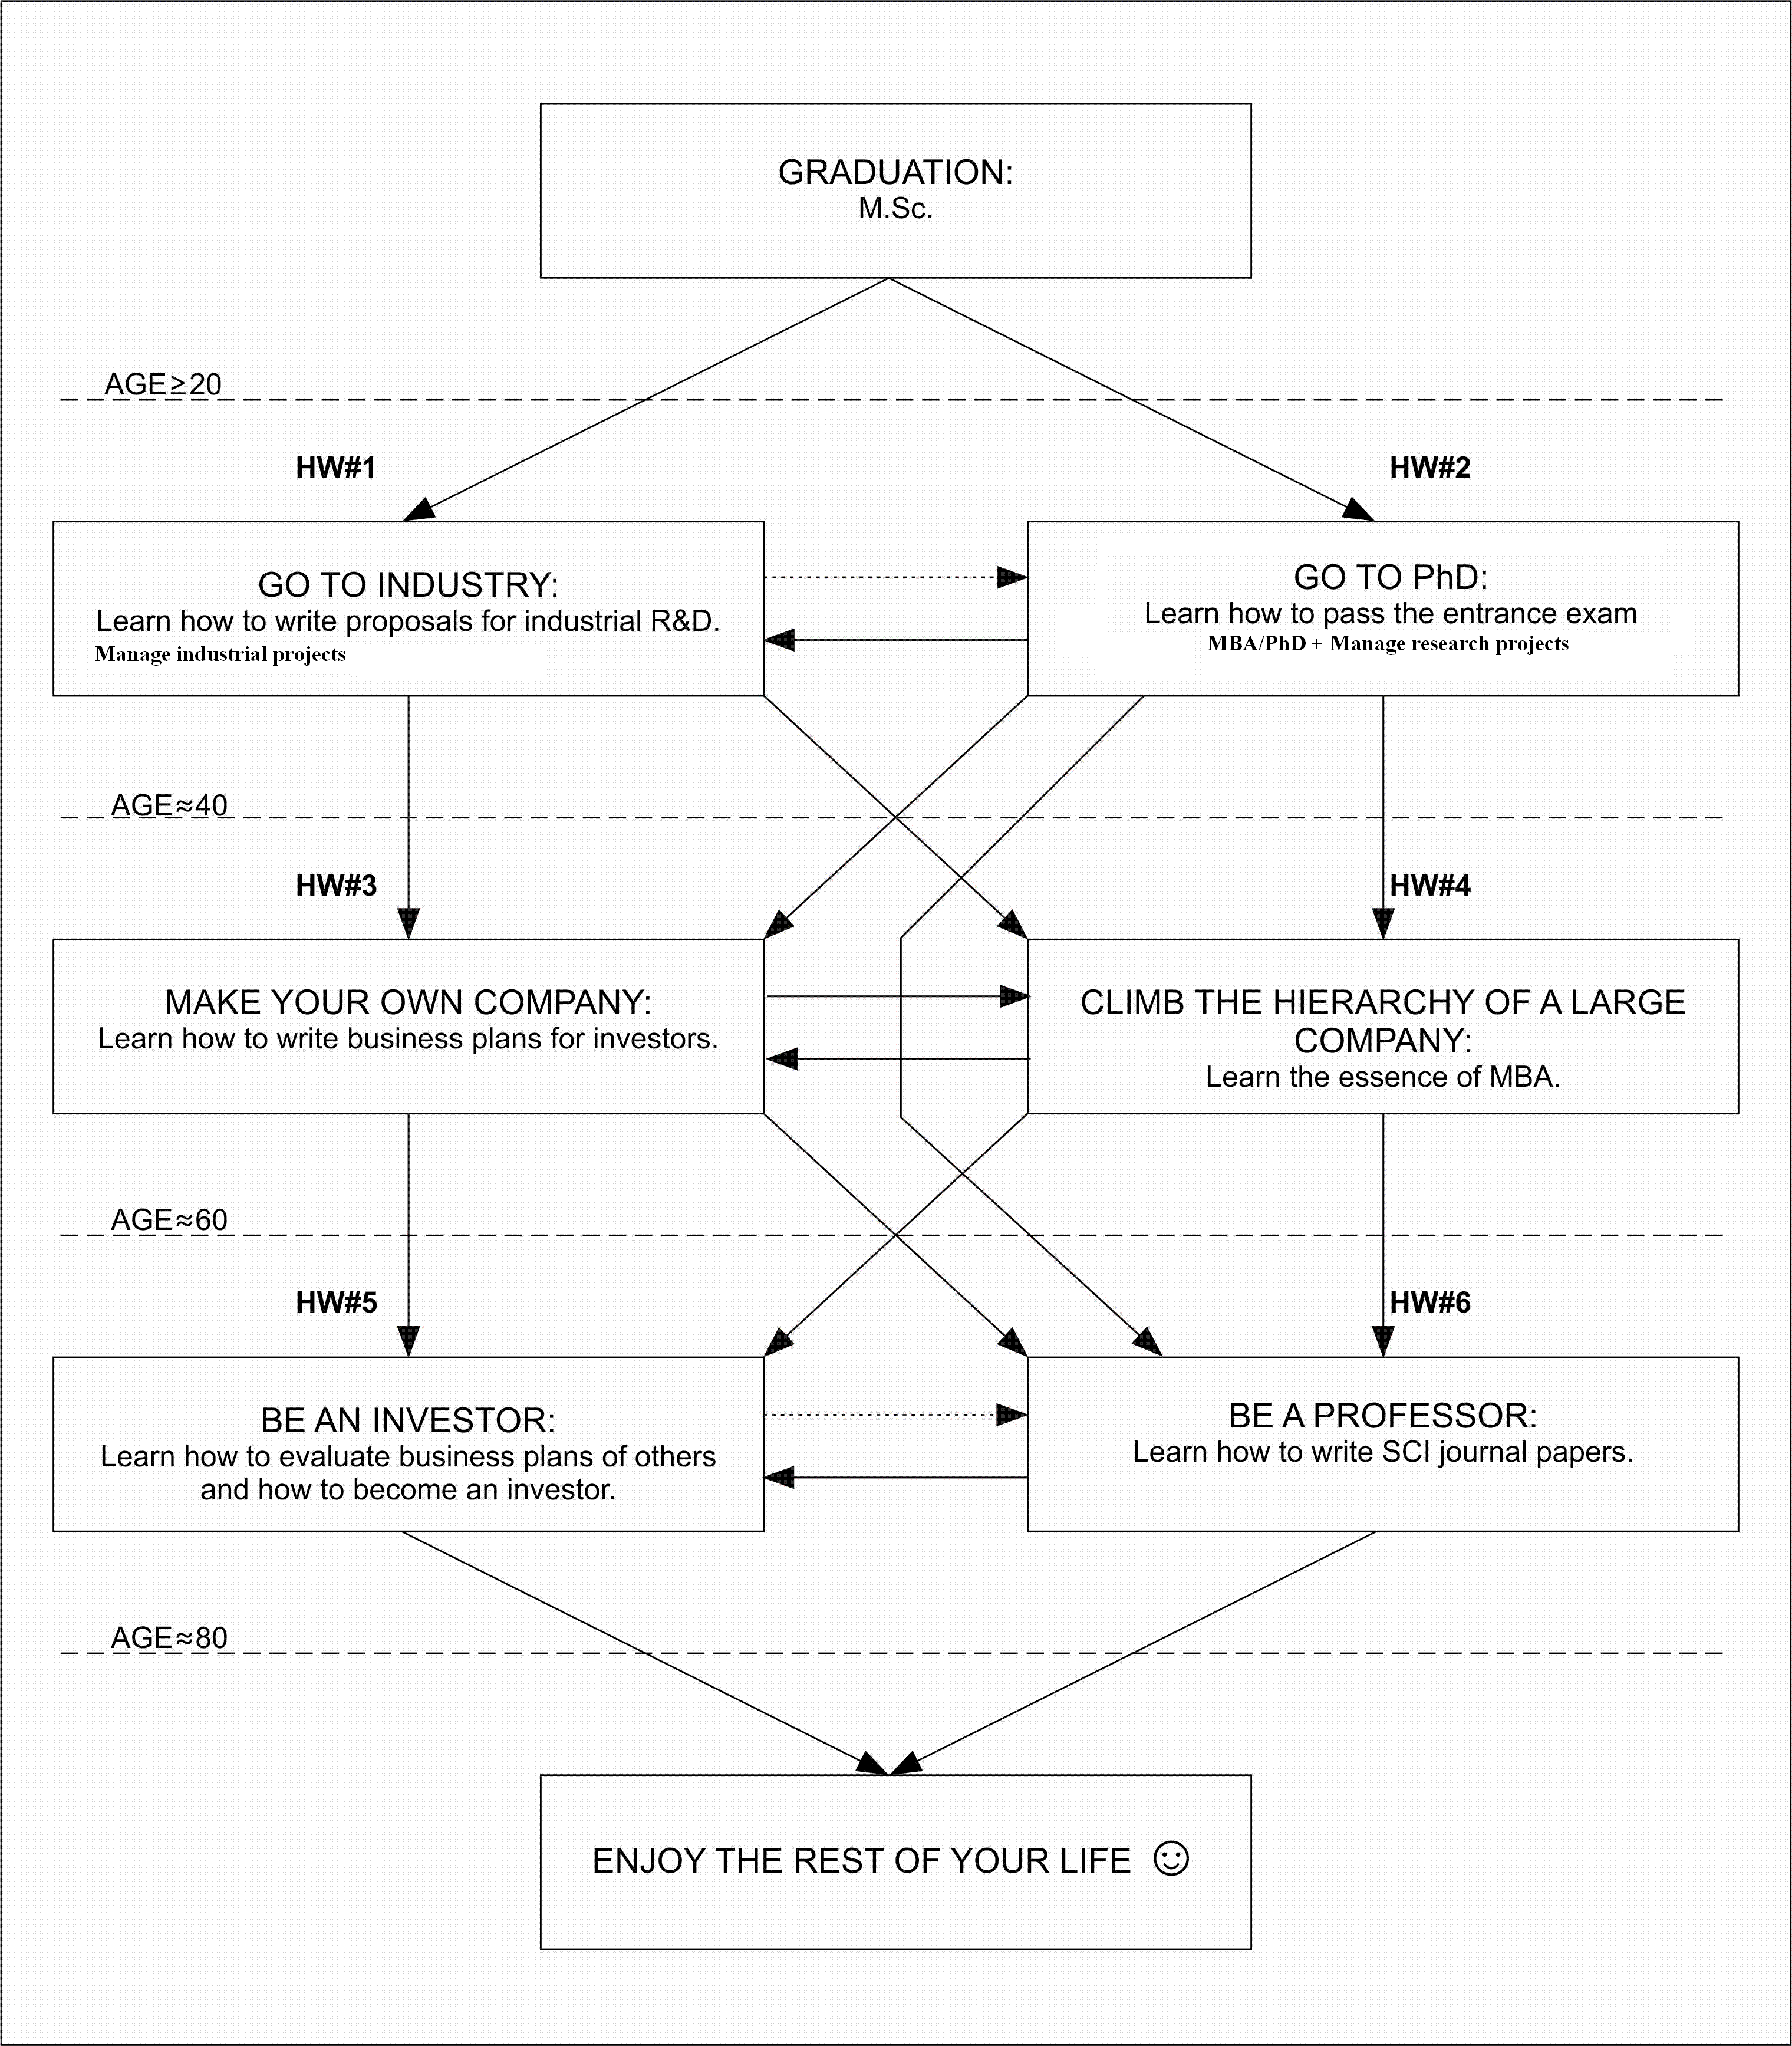 GRADUATION:
M.Sc.
AGE≥20
HW#1
HW#2
GO TO INDUSTRY:
Learn how to write proposals for industrial R&D.
Manage industrial projects
GO TO PhD:
Learn how to pass the entrance exam
MBA/PhD + Manage research projects
AGE≈40
HW#3
HW#4
MAKE YOUR OWN COMPANY:
Learn how to write business plans for investors.
CLIMB THE HIERARCHY OF A LARGE
COMPANY:
Learn the essence of MBA.
AGE≈60
HW#5
HW#6
BE AN INVESTOR:
Learn how to evaluate business plans of others
and how to become an investor.
BE A PROFESSOR:
Learn how to write SCI journal papers.
AGE≈80
ENJOY THE REST OF YOUR LIFE ☺